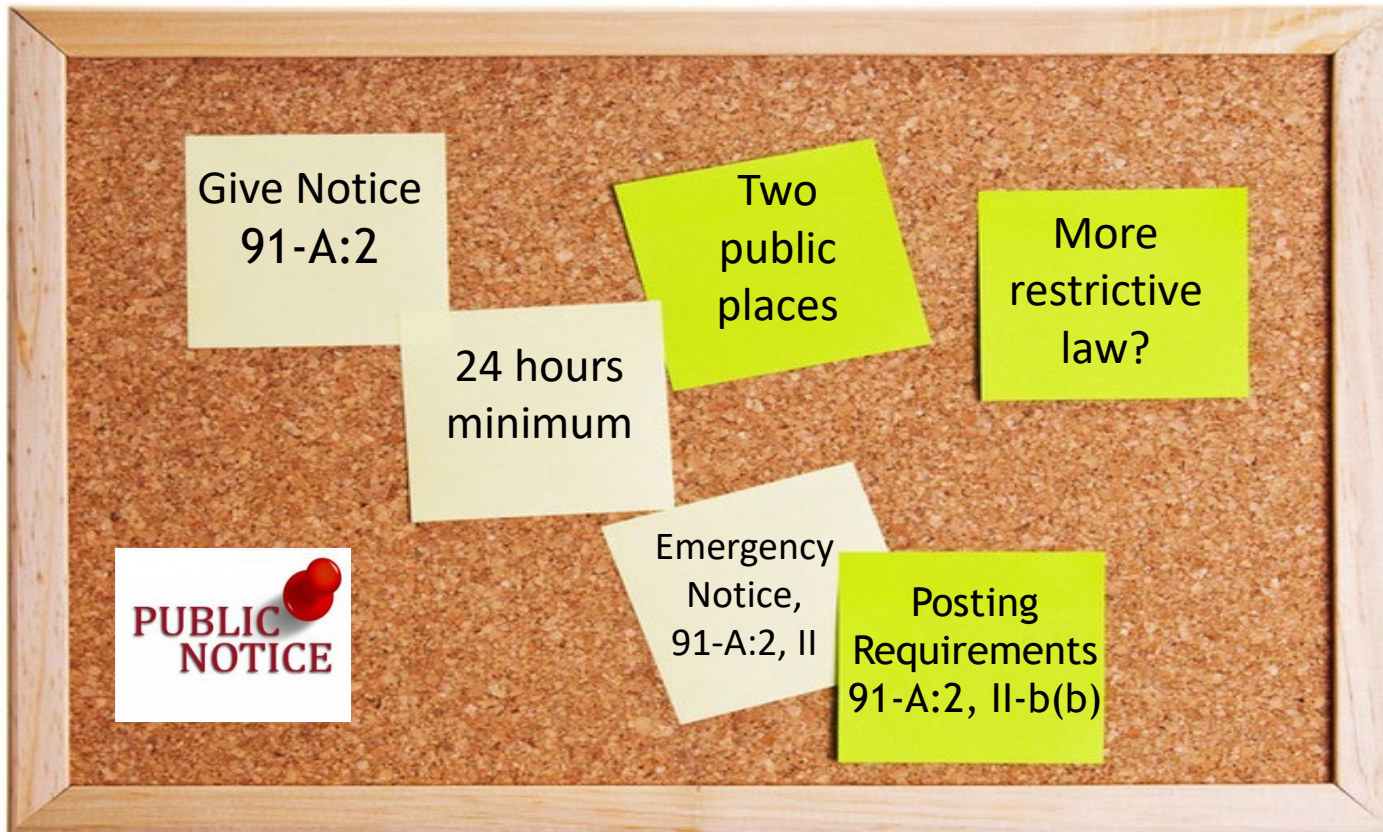 Give Notice
91-A:2
Two
public
places
More
restrictive
law?
24 hours
minimum
Emergency
Notice,
91-A:2, II
Posting
Requirements
91-A:2, II-b(b)
PUBLIC
NOTICE